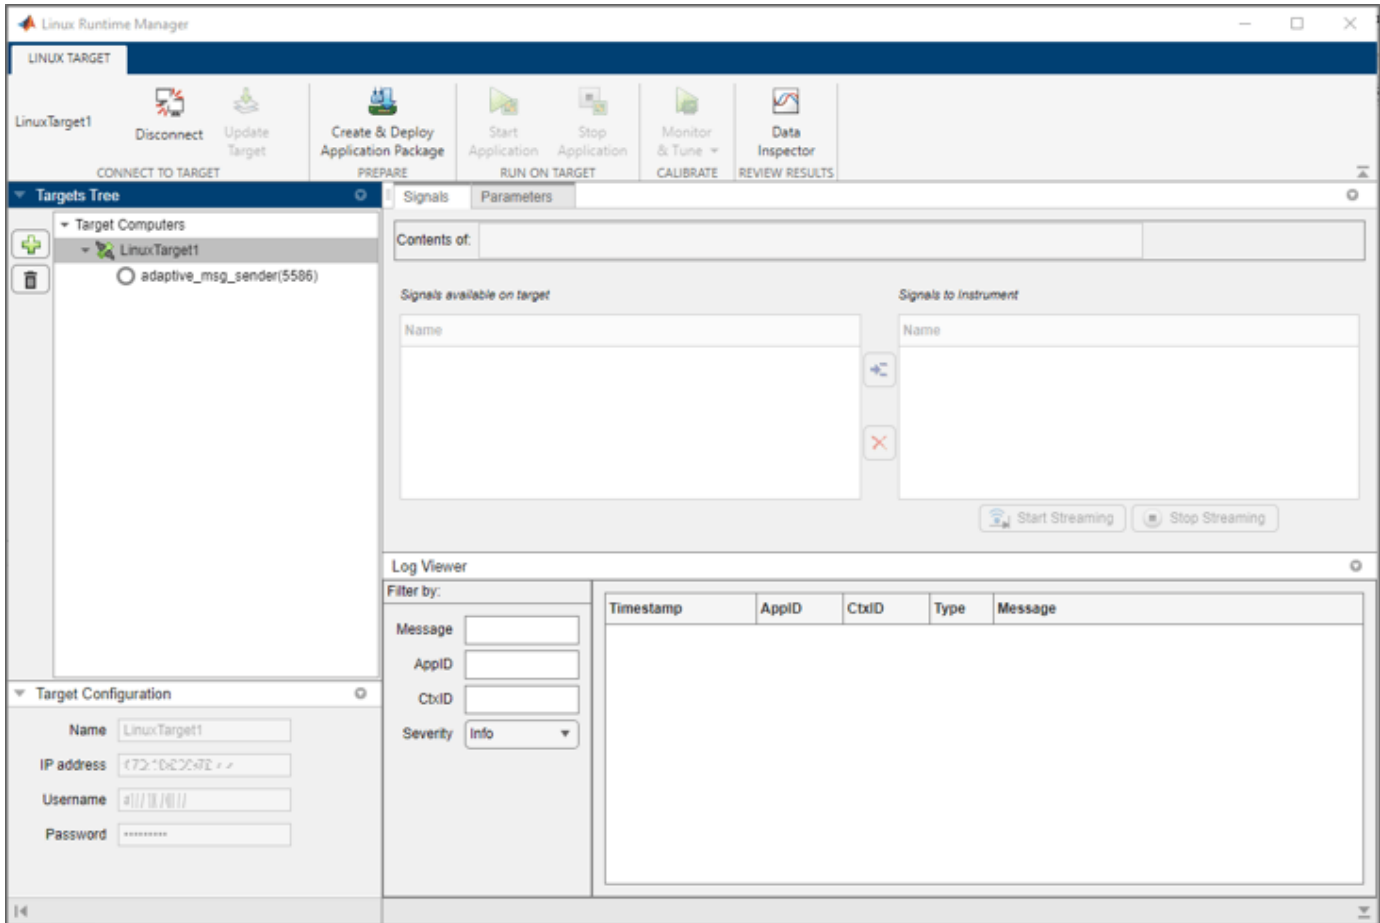 Linux Runtime Manager
LINUX TARGET
LinuxTarget1
Disconnect
Update
Target
CONNECT TO TARGET
Create & Deploy
Application Package
PREPARE
Start
Application
Stop
Application
RUN ON TARGET
Monitor
& Tune
CALIBRATE
Data
Inspector
REVIEW RESULTS
Targets Tree
Target Computers
LinuxTarget1
adaptive_msg_sender(5586)
Signals
Parameters
Contents of:
Signals available on target
Name
Signals to Instrument
Name
Start Streaming
Stop Streaming
Log Viewer
Filter by:
Message
AppID
CtxID
Severity
Info
Timestamp
AppID
CtxID
Type
Message
Target Configuration
Name
LinuxTarget1
IP address
Username
Password